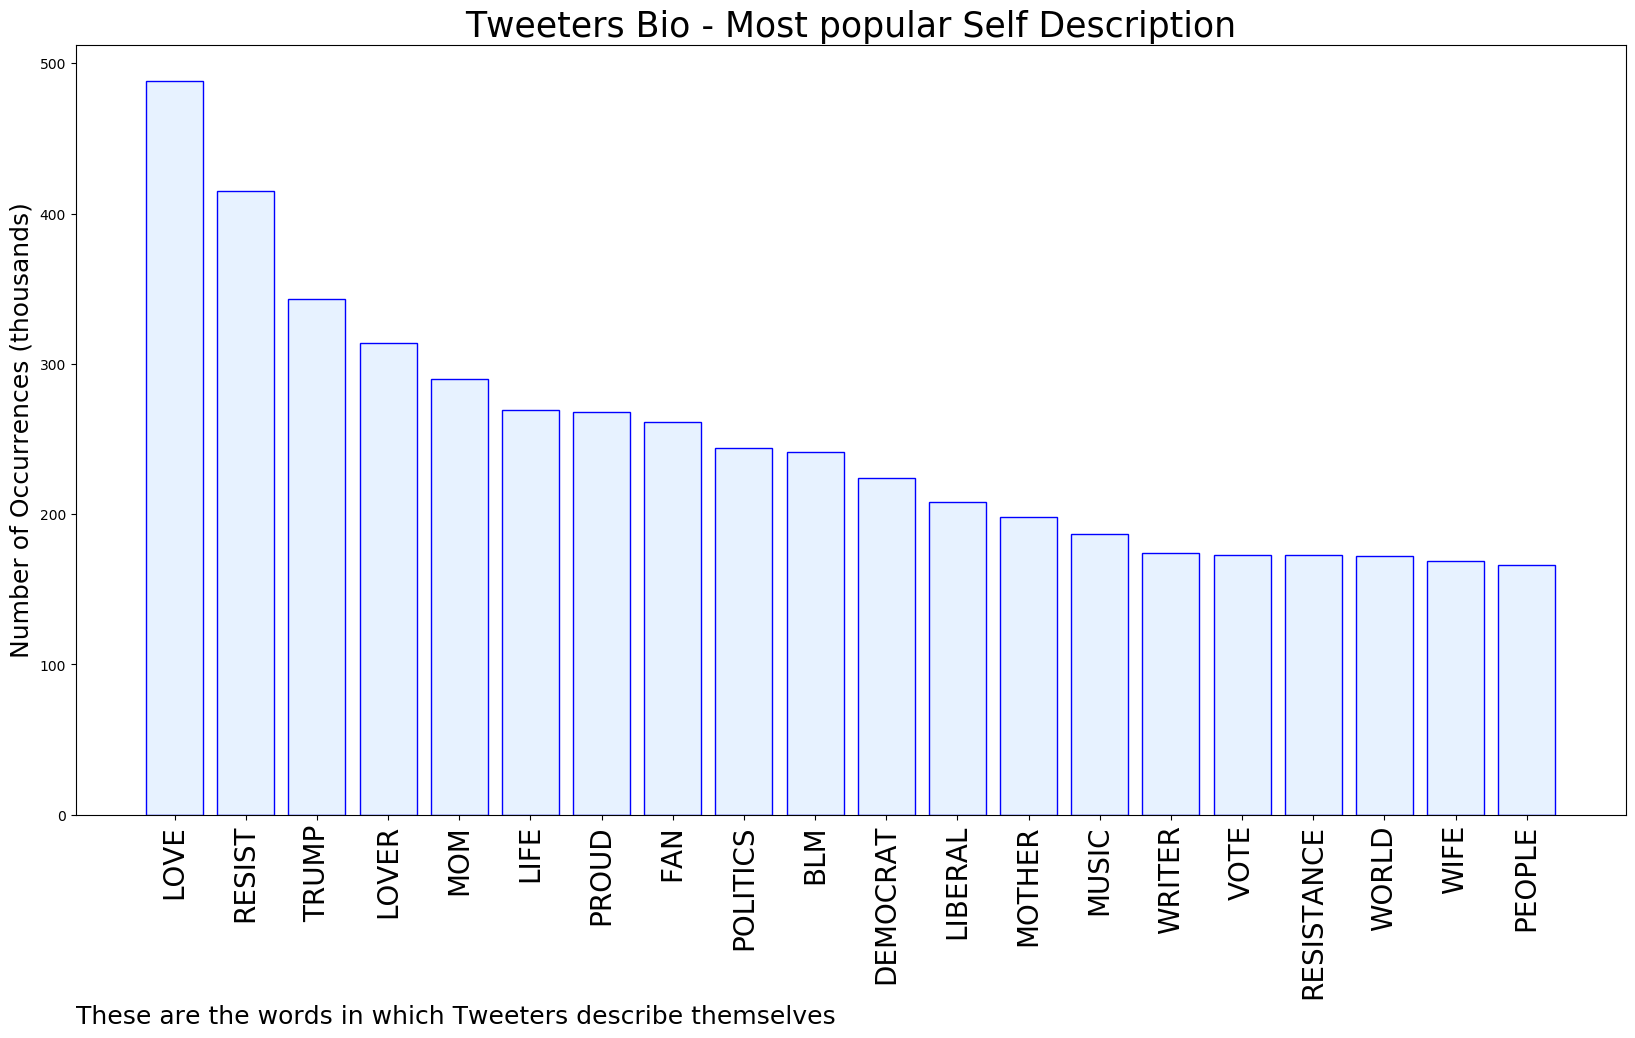 Tweeters Bio - Most popular Self Description
Number of Occurrences (thousands)
500
400
300
200
100
0
LOVE
RESIST
TRUMP
LOVER
MOM
LIFE
PROUD
FAN
POLITICS
BLM
DEMOCRAT
LIBERAL
MOTHER
MUSIC
WRITER
VOTE
RESISTANCE
WORLD
WIFE
PEOPLE
These are the words in which Tweeters describe themselves